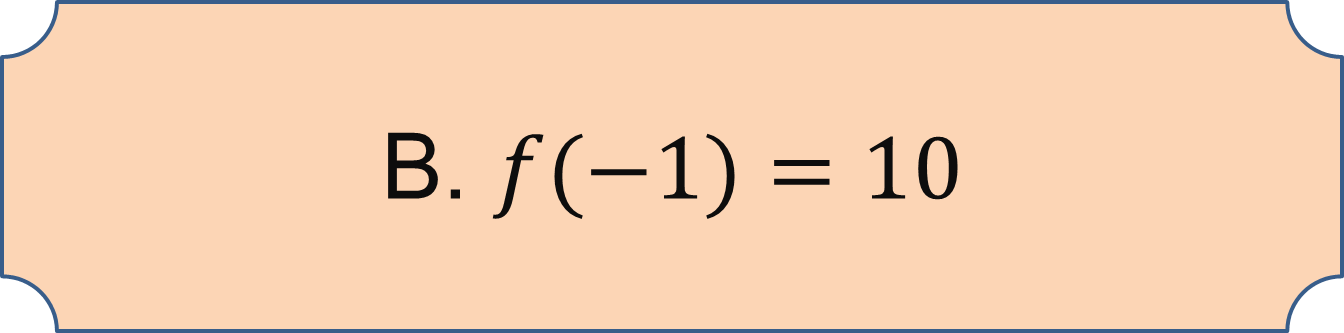 B. 𝑓(−1) = 10